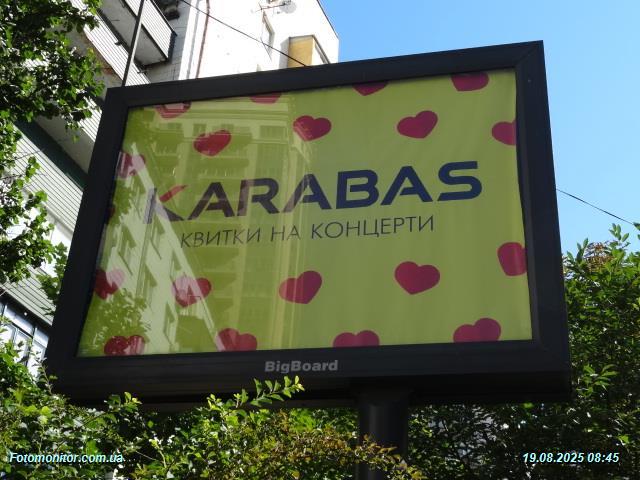 KARABAS
КВИТКИ НА КОНЦЕРТИ
BigBoard
Fotomonitor.com.ua
19.08.2025 08:45